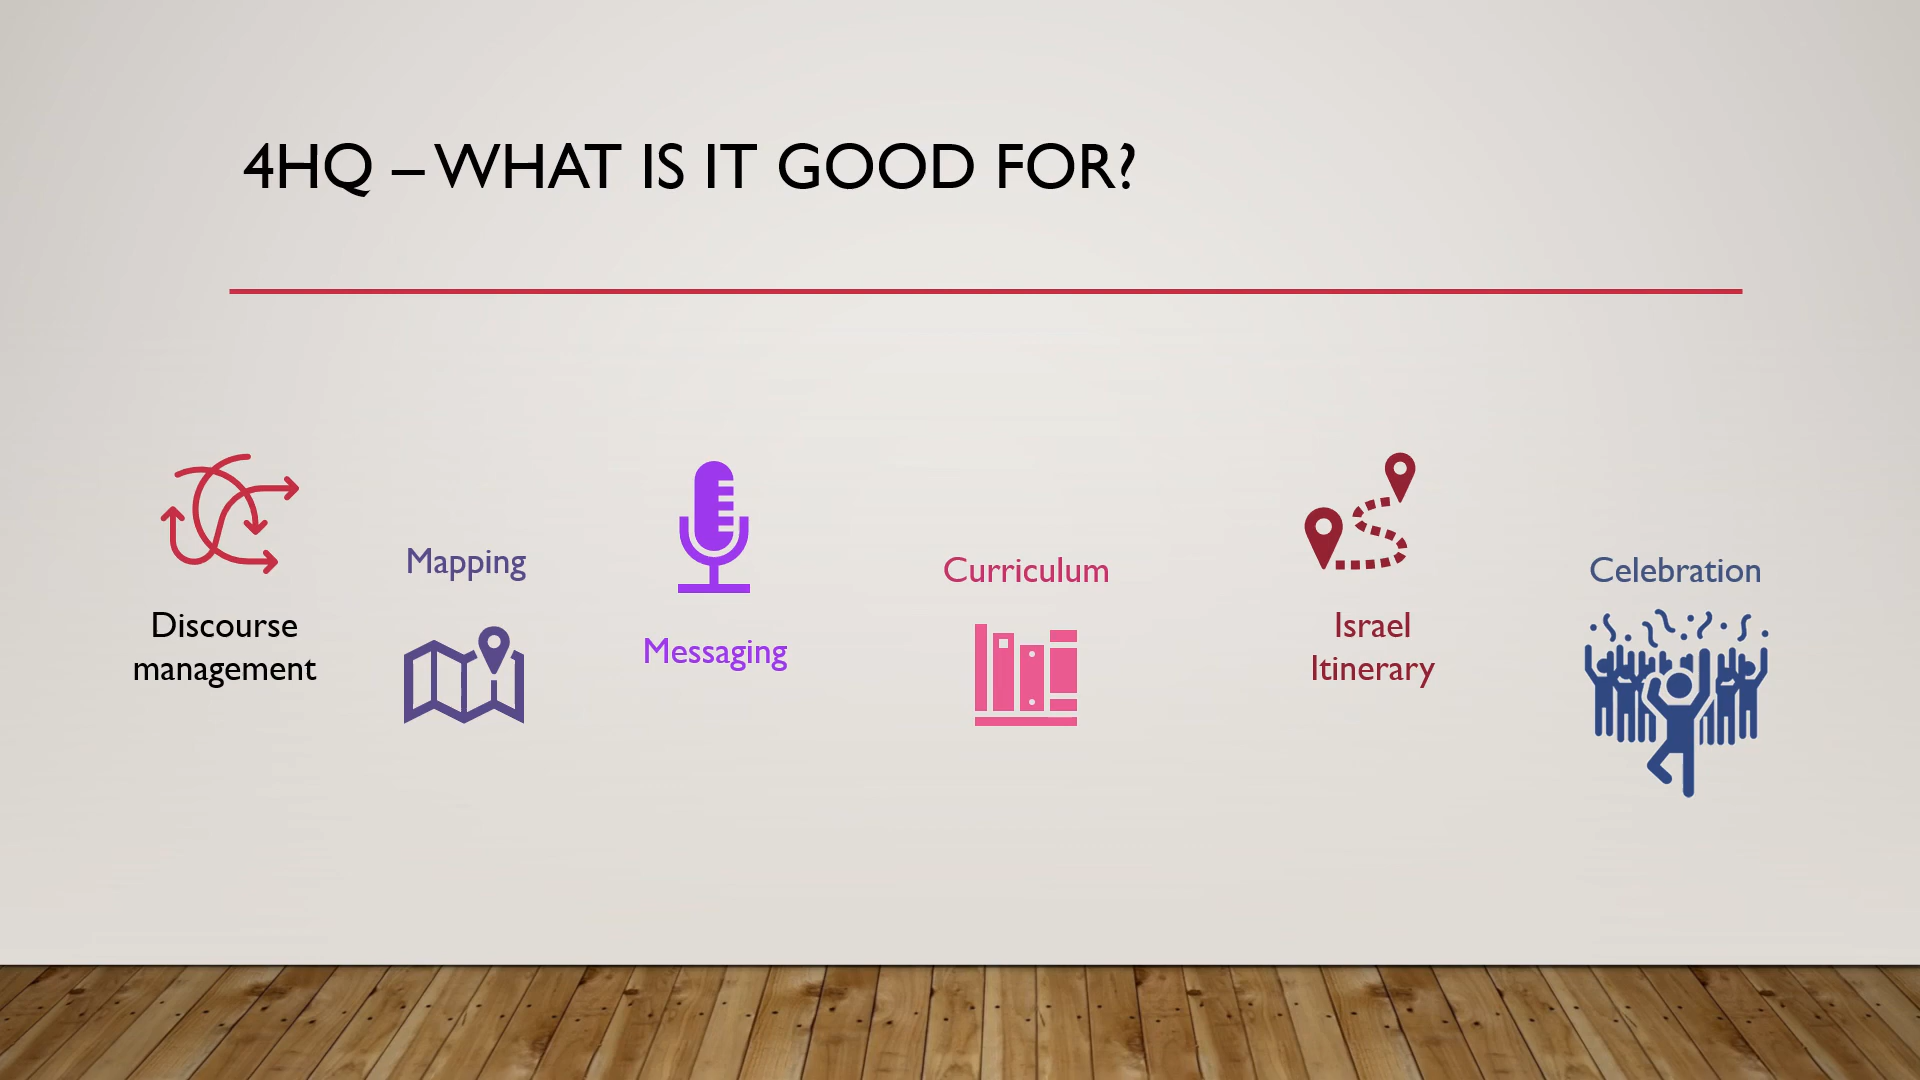 4HQ – WHAT IS IT GOOD FOR?
Discourse
management
Mapping
Messaging
Curriculum
Israel
Itinerary
Celebration